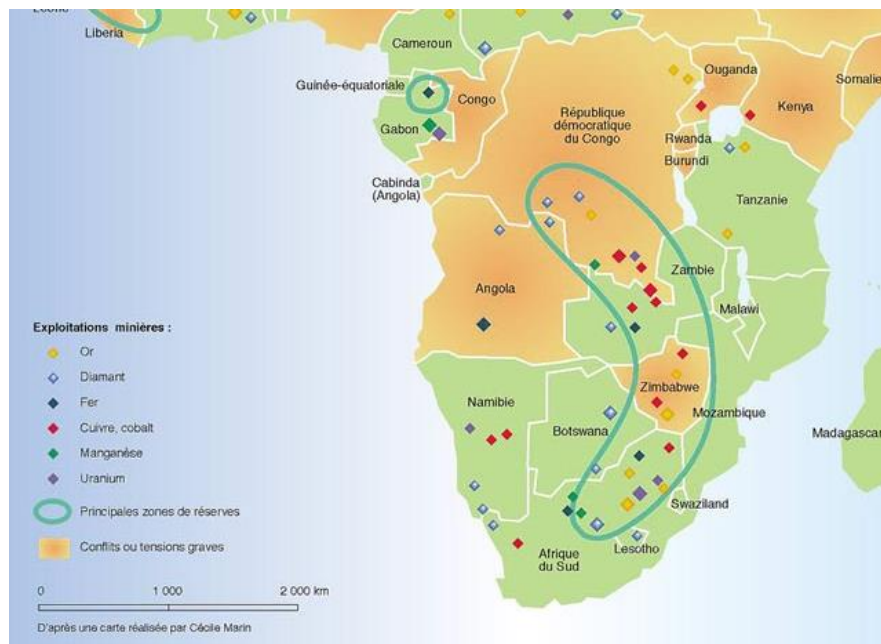 Liberia
Cameroun
Guinée-équatoriale
Congo
Gabon
République
démocratique
du Congo
Ouganda
Somalie
Kenya
Rwanda
Burundi
Cabinda
(Angola)
Tanzanie
Angola
Zambie
Malawi
Zimbabwe
Mozambique
Namibie
Botswana
Madagascar
Swaziland
Lesotho
Afrique
du Sud
Exploitations minières :
Or
Diamant
Fer
Cuivre, cobalt
Manganèse
Uranium
Principales zones de réserves
Conflits ou tensions graves
0 1 000 2 000 km
D'après une carte réalisée par Cécile Marin